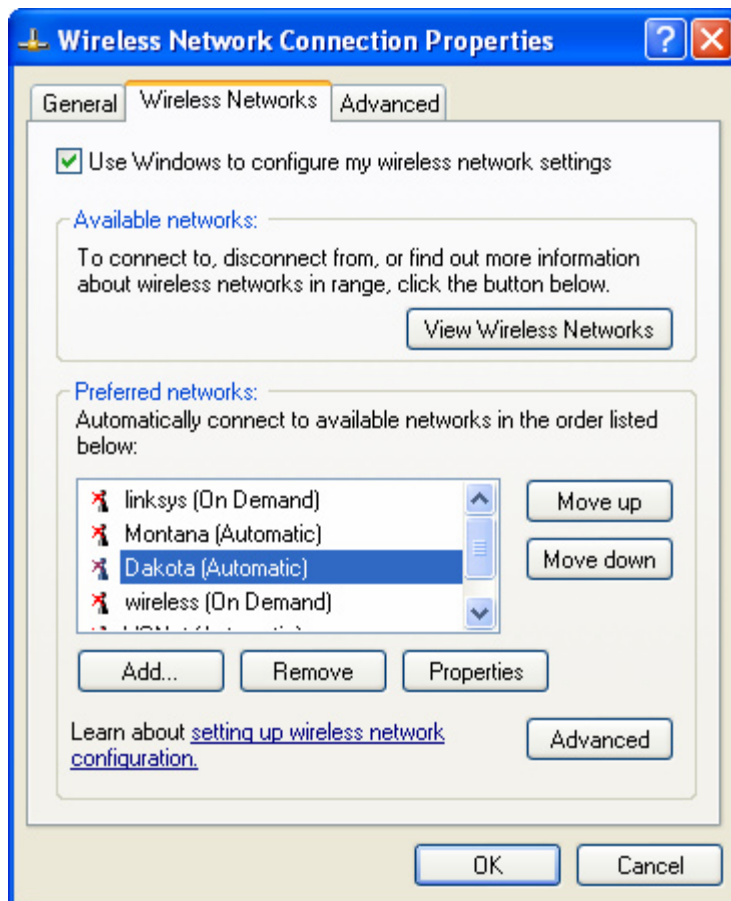 Wireless Network Connection Properties
General
Wireless Networks
Advanced
Use Windows to configure my wireless network settings
Available networks:
To connect to, disconnect from, or find out more information
about wireless networks in range, click the button below.
View Wireless Networks
Preferred networks:
Automatically connect to available networks in the order listed
below:
linksys (On Demand)
Montana (Automatic)
Dakota (Automatic)
wireless (On Demand)
Move up
Move down
Add...
Remove
Properties
Learn about setting up wireless network
configuration.
Advanced
OK
Cancel